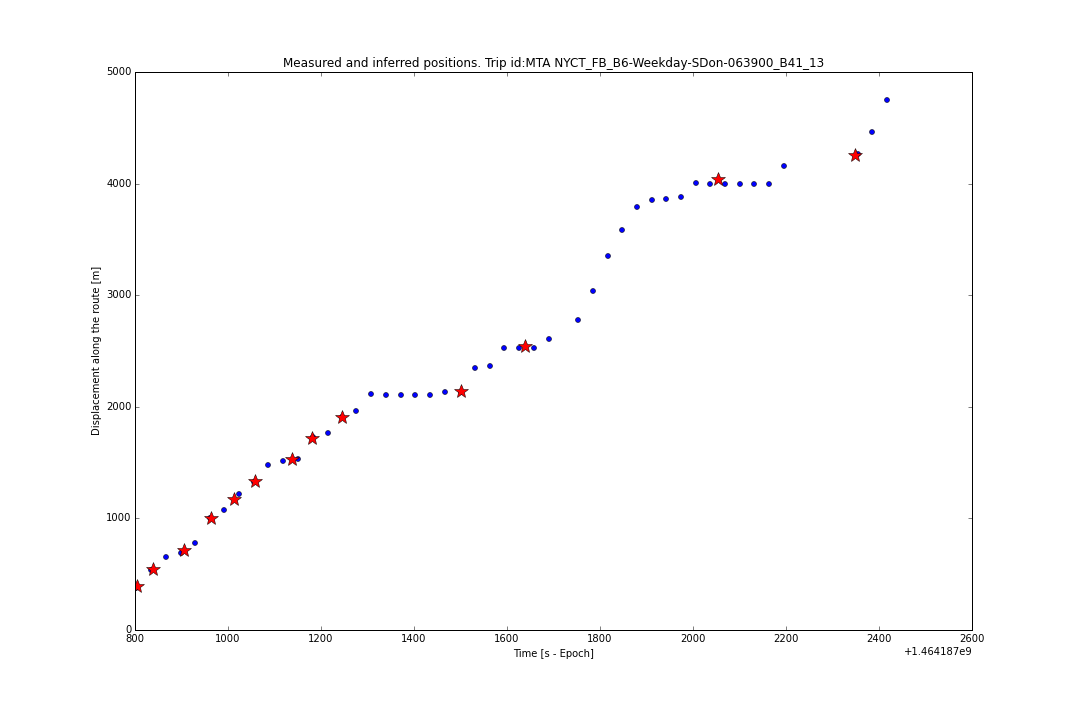 Measured and inferred positions. Trip id:MTA NYCT_FB_B6-Weekday-SDon-063900_B41_13
5000
4000
3000
2000
1000
0
Displacement along the route [m]
800 1000 1200 1400 1600 1800 2000 2200 2400 2600
Time [s - Epoch]
+1.464187e9